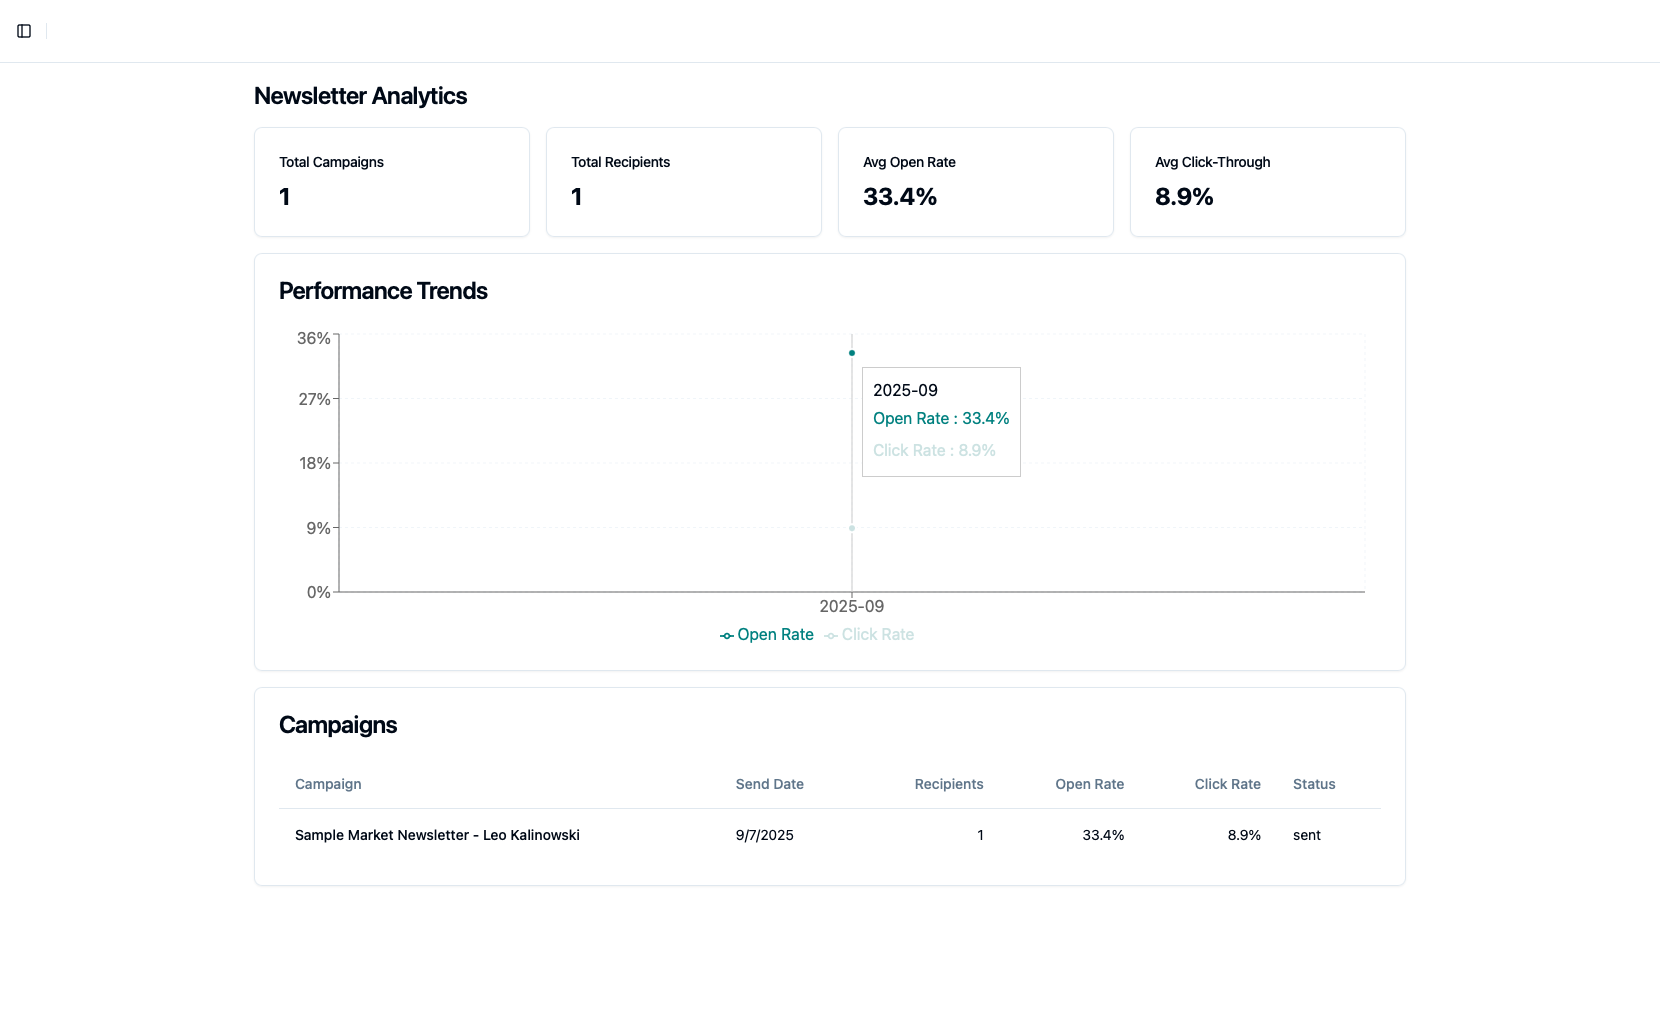 Newsletter Analytics
Total Campaigns
1
Total Recipients
1
Avg Open Rate
33.4%
Avg Click-Through
8.9%
Performance Trends
36%
27%
18%
9%
0%
2025-09
Open Rate : 33.4%
Click Rate : 8.9%
2025-09
Open Rate Click Rate
Campaigns
Campaign Send Date Recipients Open Rate Click Rate Status
Sample Market Newsletter - Leo Kalinowski 9/7/2025 1 33.4% 8.9% sent